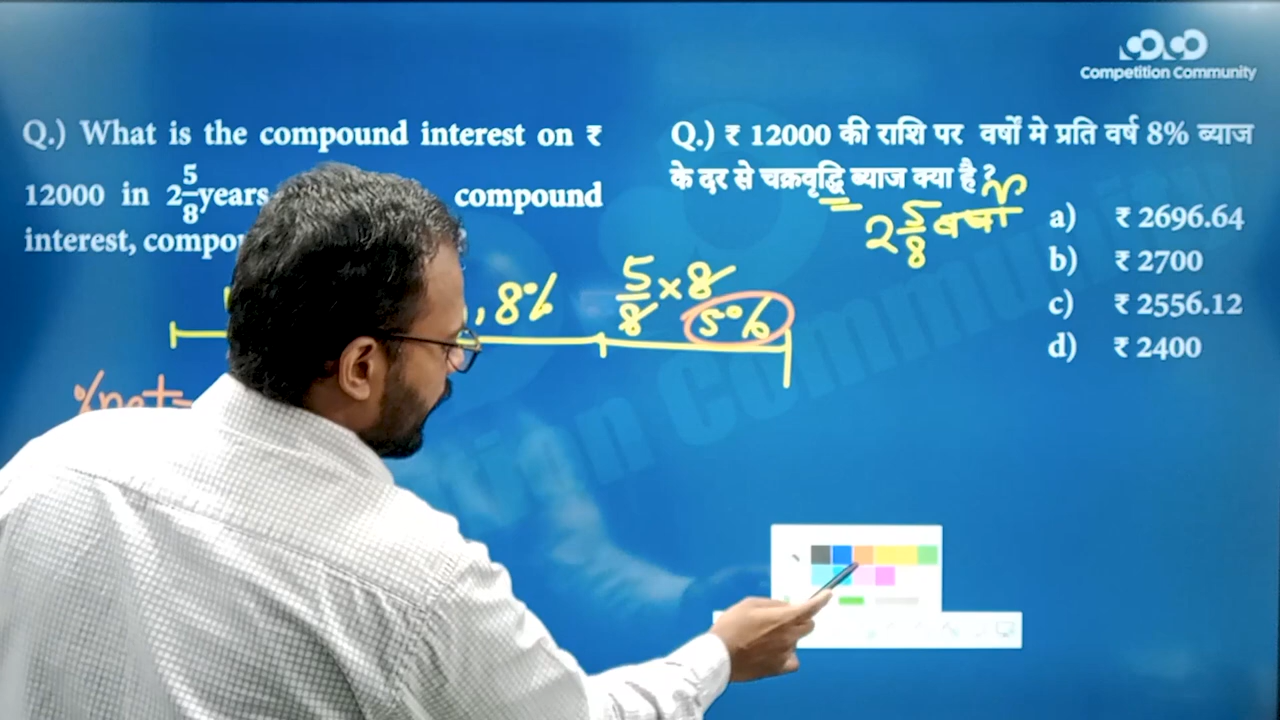 Competition Community
Q.) What is the compound interest on ₹
12000 in 2 5/8 years compound
interest,
Q.) ₹ 12000 की राशि पर वर्षों मे प्रति वर्ष 8% ब्याज
के दर से चक्रवृद्धि ब्याज क्या है ?
2 5/8
a) ₹ 2696.64
b) ₹ 2700
c) ₹ 2556.12
d) ₹ 2400
, 8%
5/8 × 8
5%
% net =